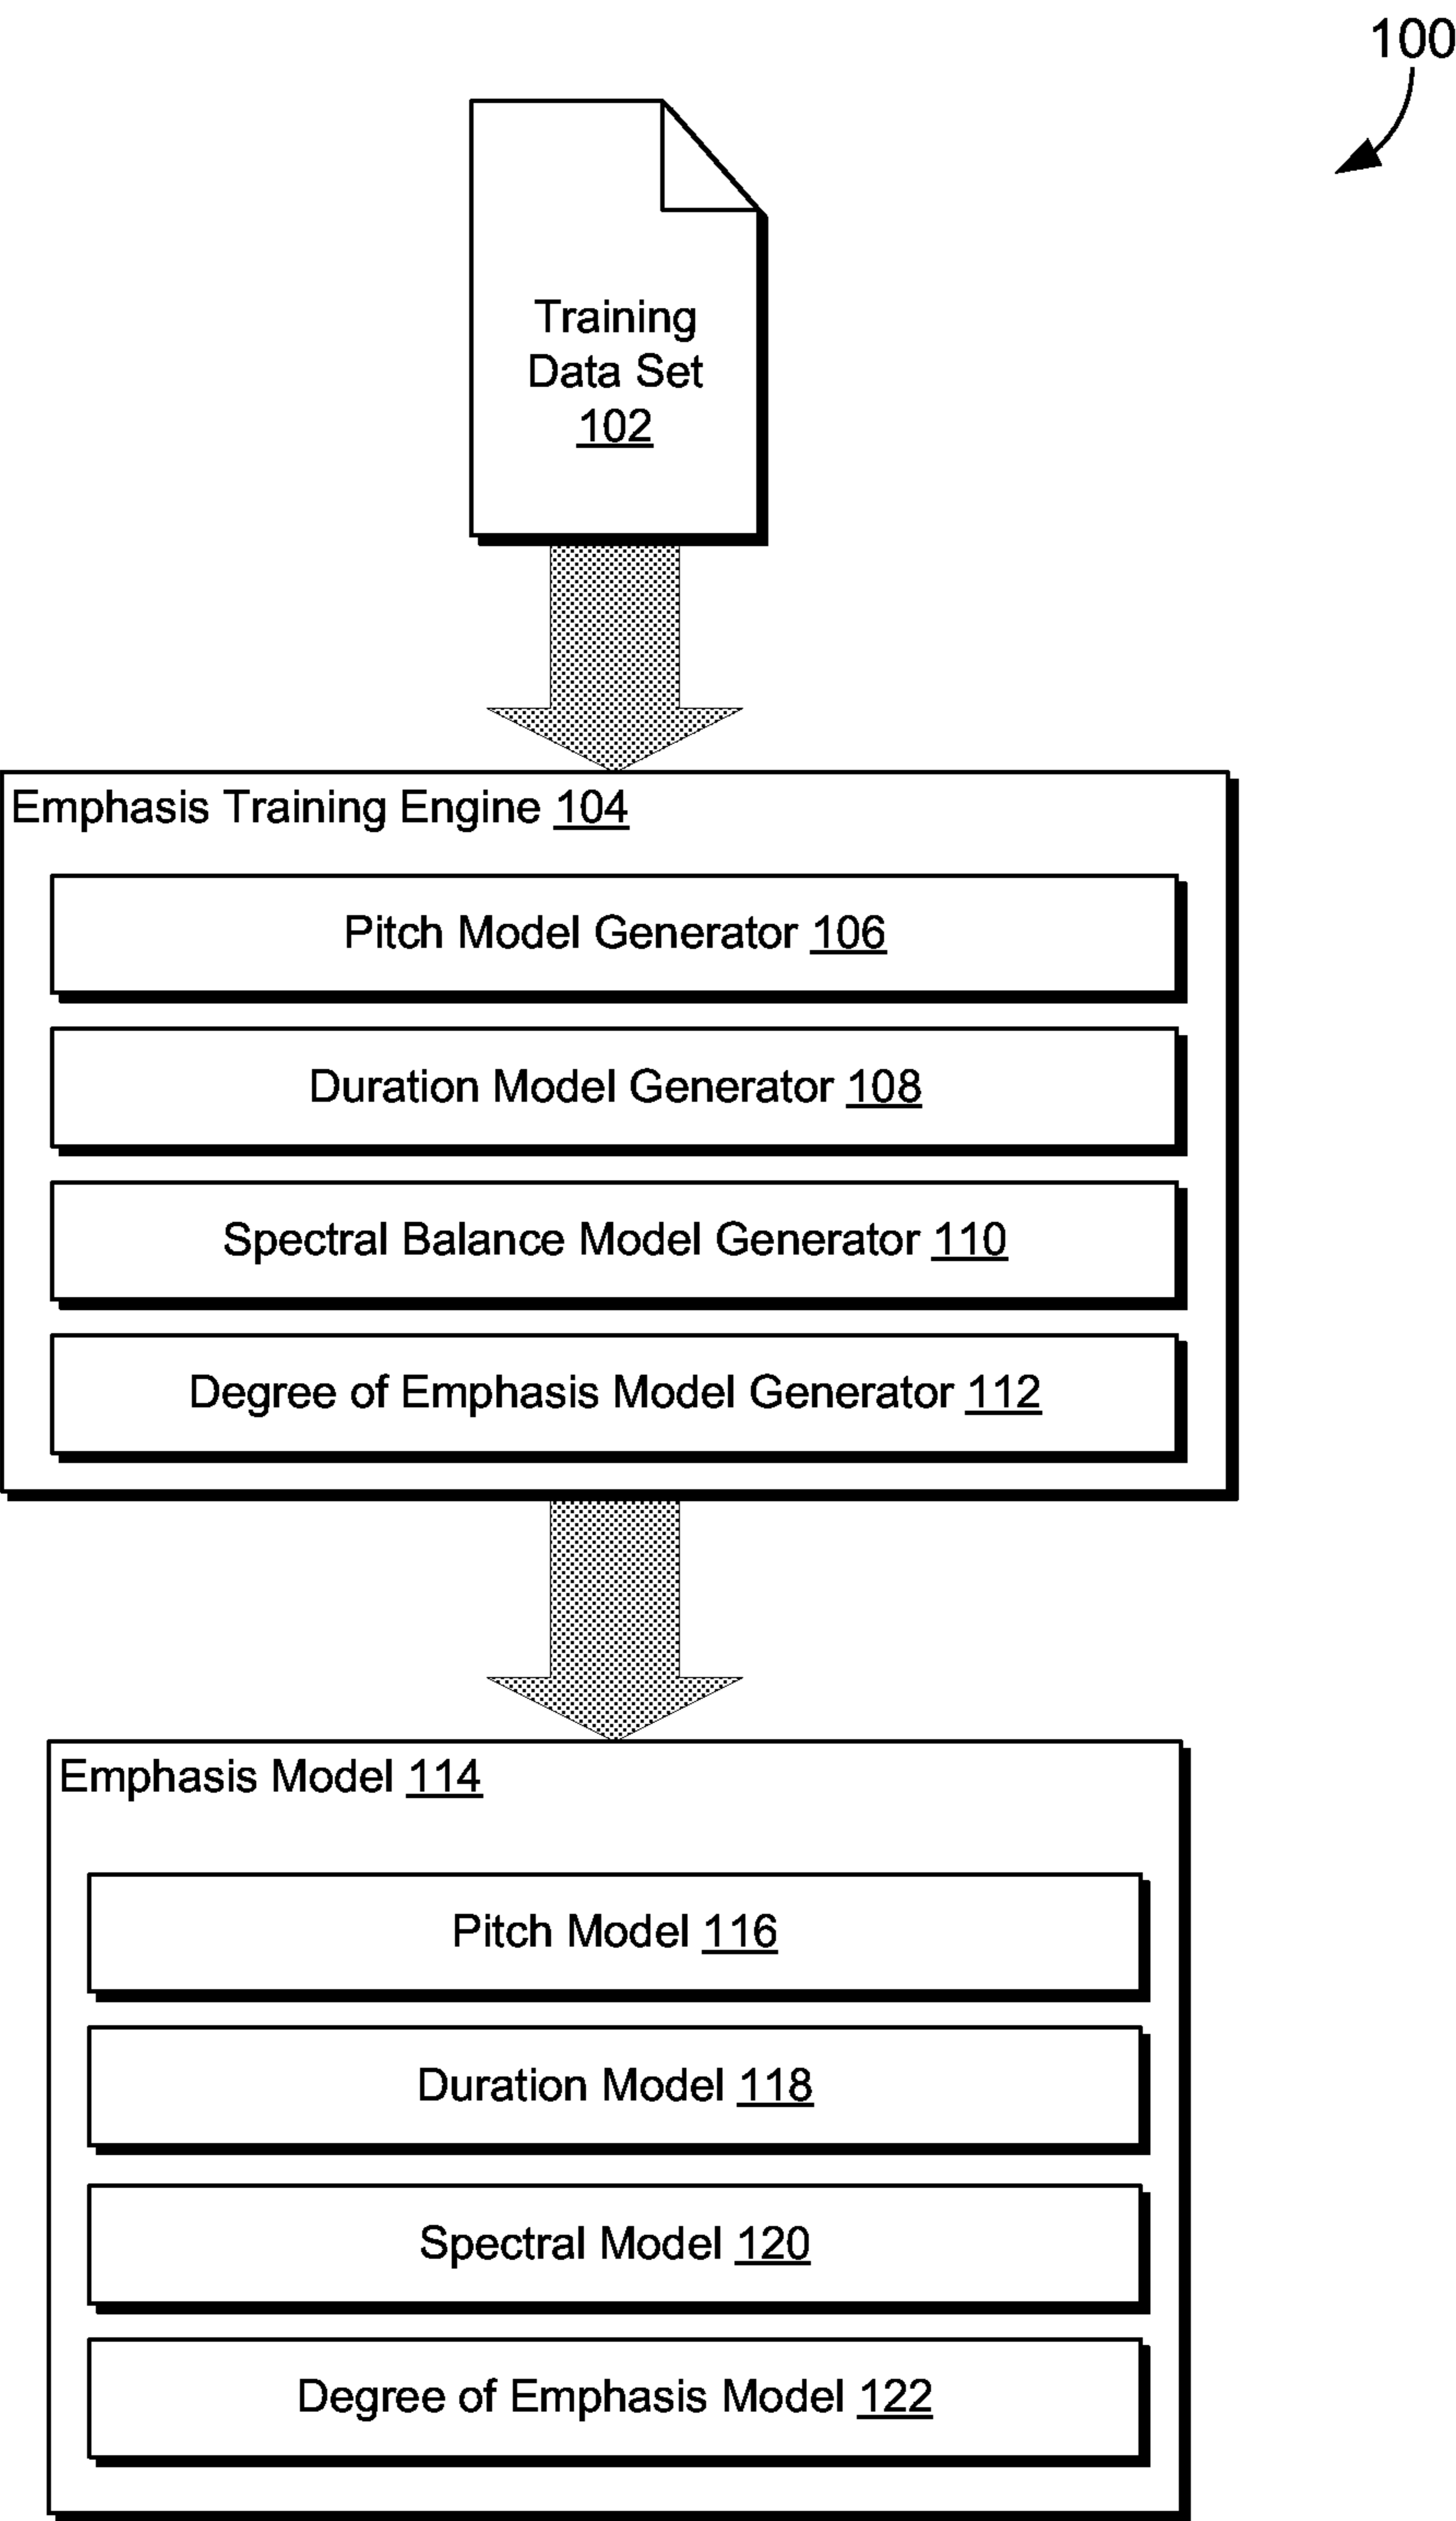 100
Training
Data Set
102
Emphasis Training Engine 104
Pitch Model Generator 106
Duration Model Generator 108
Spectral Balance Model Generator 110
Degree of Emphasis Model Generator 112
Emphasis Model 114
Pitch Model 116
Duration Model 118
Spectral Model 120
Degree of Emphasis Model 122